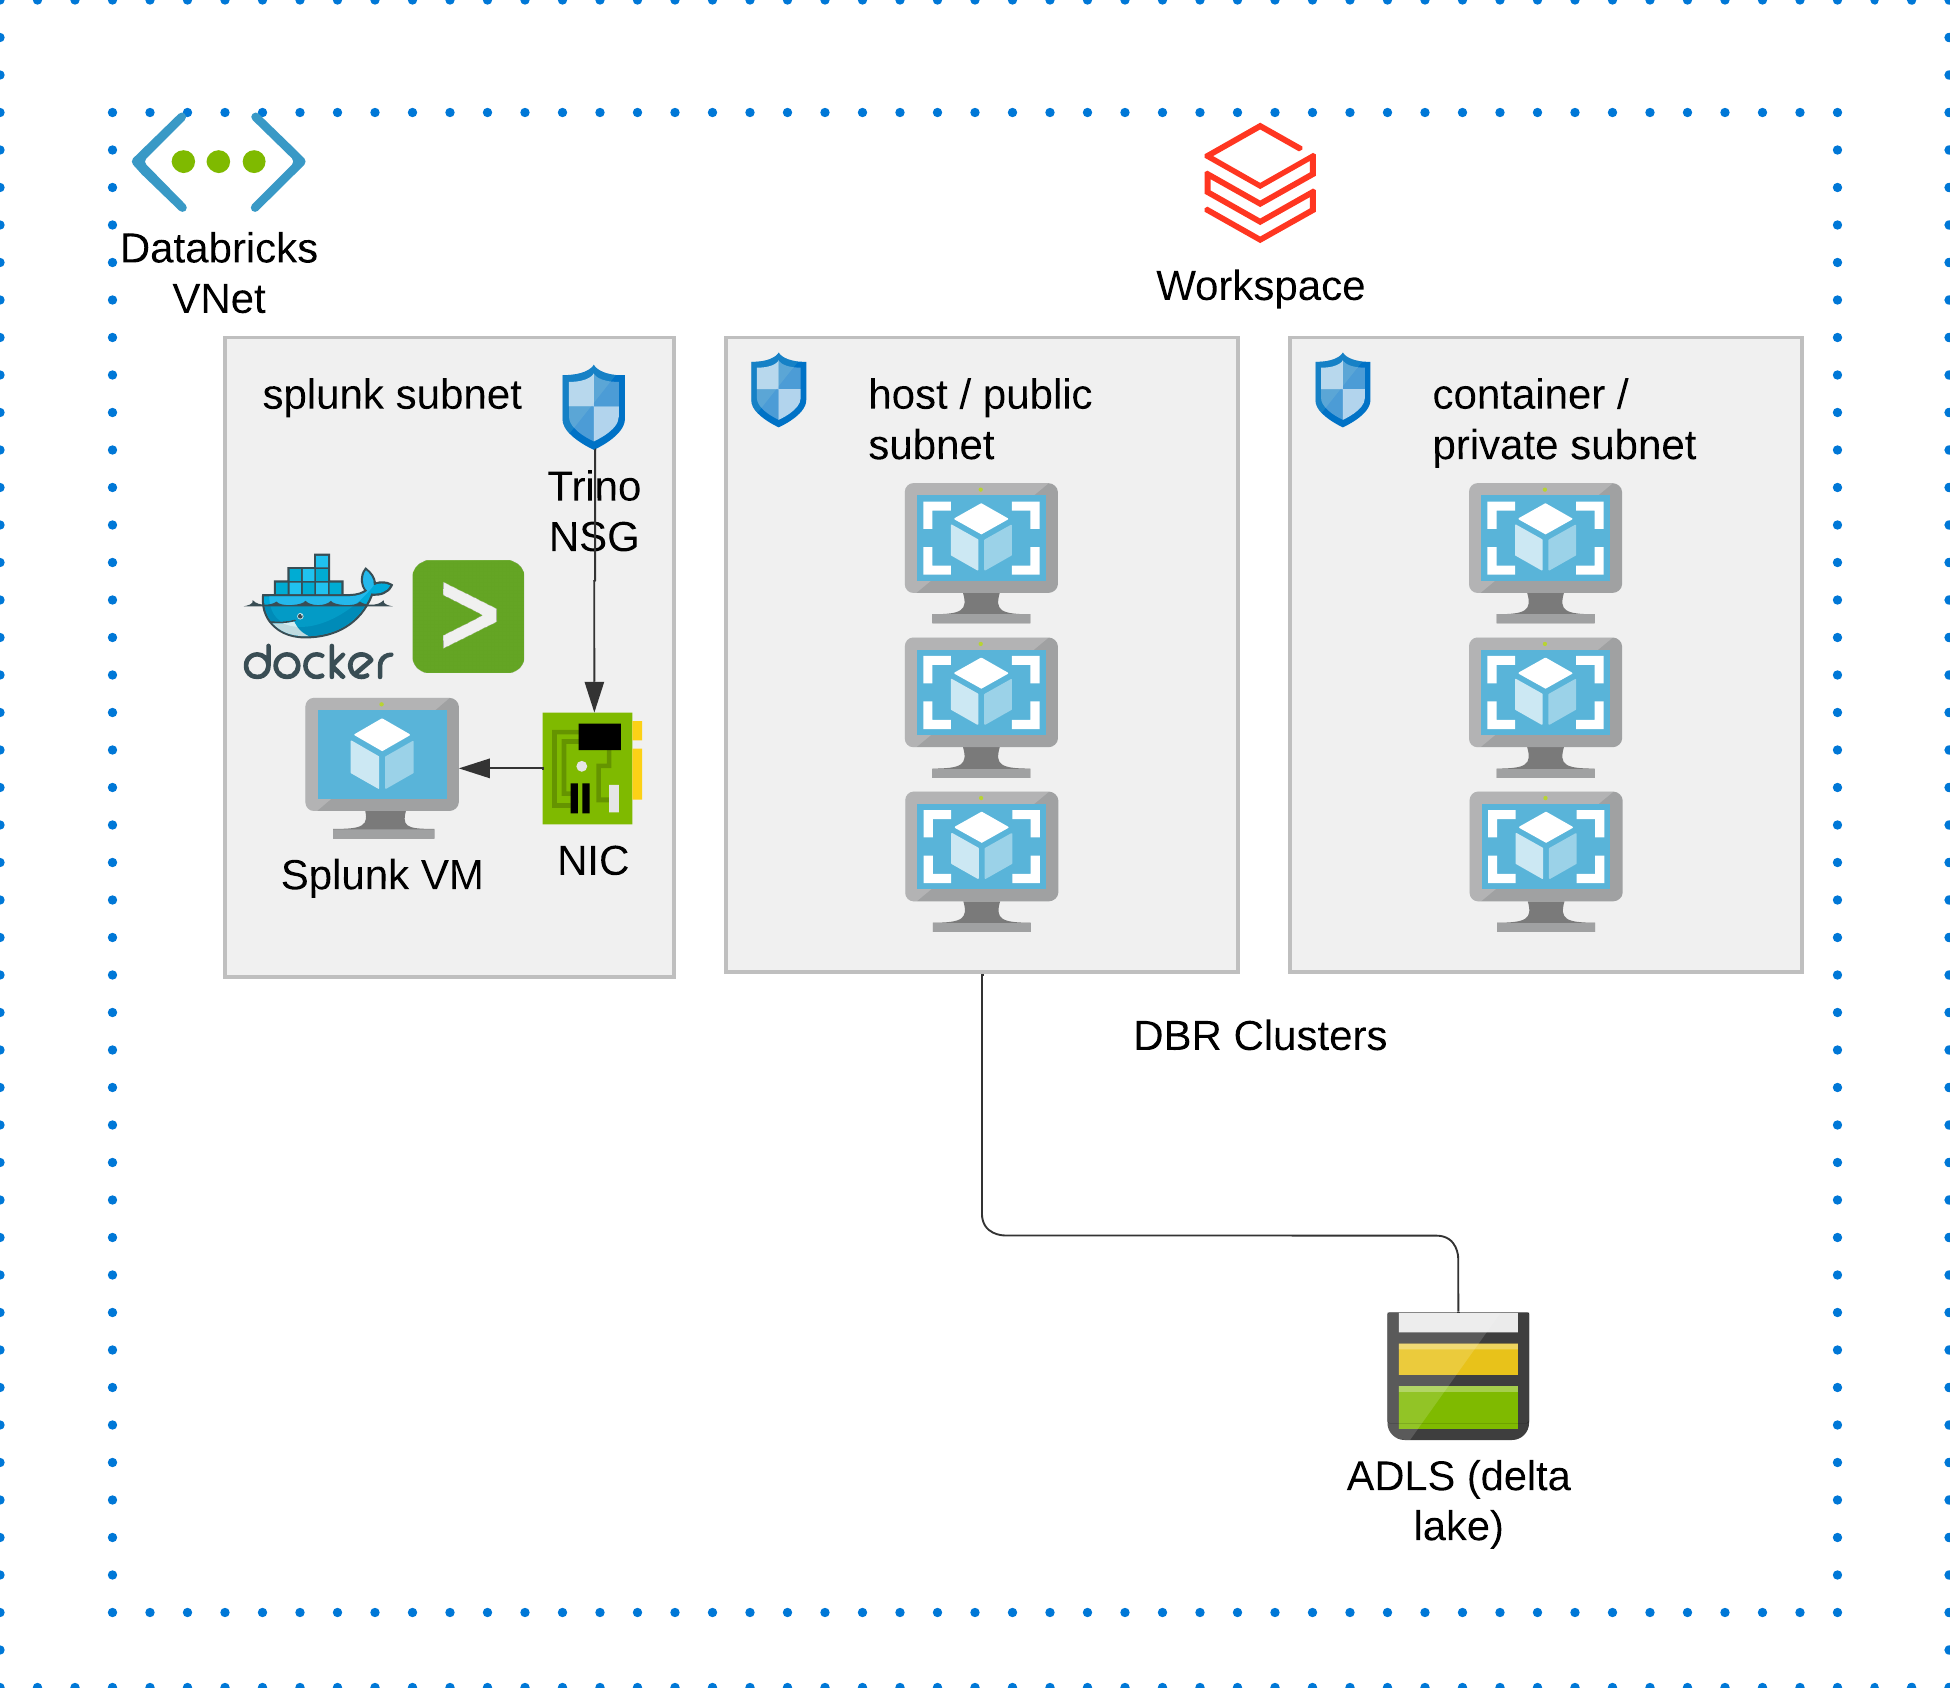 Databricks
VNet
Workspace
splunk subnet
Trino
NSG
docker
>
Splunk VM
NIC
host / public
subnet
container /
private subnet
DBR Clusters
ADLS (delta
lake)